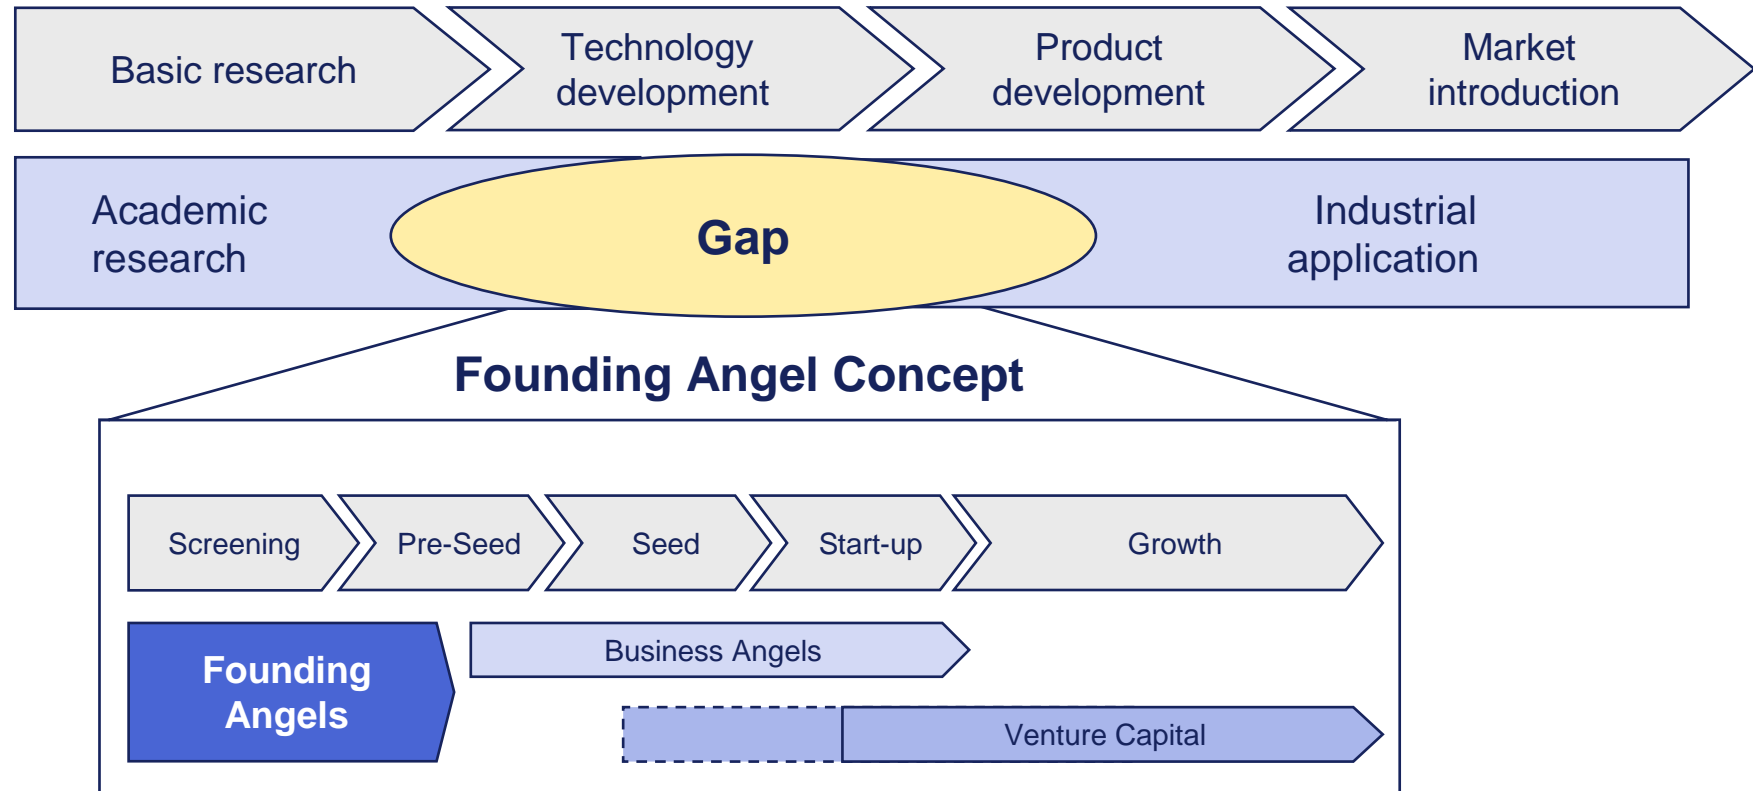 Basic research
Technology
development
Product
development
Market
introduction
Academic
research
Gap
Industrial
application
Founding Angel Concept
Screening
Pre-Seed
Seed
Start-up
Growth
Founding
Angels
Business Angels
Venture Capital